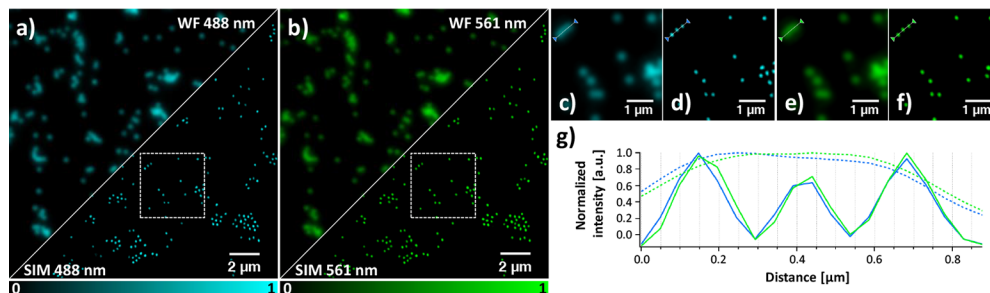 a)
WF 488 nm
SIM 488 nm
2 µm
0
1
b)
WF 561 nm
SIM 561 nm
2 µm
0
1
c)
1 µm
d)
1 µm
e)
1 µm
f)
1 µm
g)
Normalized
intensity [a.u.]
1.0
0.8
0.6
0.4
0.2
0.0
0.0
0.2
0.4
0.6
0.8
Distance [µm]